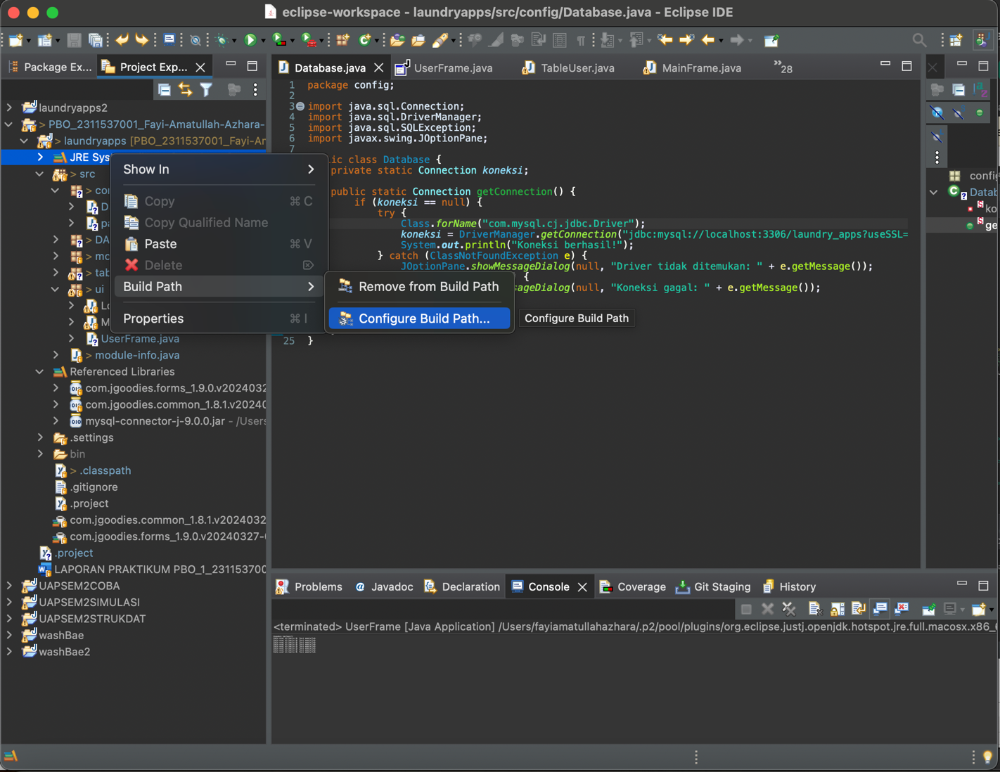 eclipse-workspace - laundryapps/src/config/Database.java - Eclipse IDE
Package Ex...
Project Exp...
laundryapps2
> PBO_2311537001_Fayi-Amatullah-Azhara-
> laundryapps [PBO_2311537001_Fayi-Ar
JRE Sys
> src
> co
D
pa
DA
mo
tab
> ui
Lo
M
UserFrame.java
> module-info.java
Referenced Libraries
com.jgoodies.forms_1.9.0.v2024032
com.jgoodies.common_1.8.1.v20240
mysql-connector-j-9.0.0.jar - /Users
.settings
bin
> .classpath
.gitignore
.project
com.jgoodies.common_1.8.1.v2024032
com.jgoodies.forms_1.9.0.v20240327-
.project
LAPORAN PRAKTIKUM PBO_1_231153700
UAPSEM2COBA
UAPSEM2SIMULASI
UAPSEM2STRUKDAT
washBae
washBae2
Show In
Copy ⌘ C
Copy Qualified Name
Paste ⌘ V
Delete ⌦
Build Path
Properties ⌘ I
Remove from Build Path
Configure Build Path...
Configure Build Path
Database.java
UserFrame.java
TableUser.java
MainFrame.java
»28
1 package config;
2
3 import java.sql.Connection;
4 import java.sql.DriverManager;
5 import java.sql.SQLException;
6 import javax.swing.JOptionPane;
7
ic class Database {
private static Connection koneksi;
public static Connection getConnection() {
if (koneksi == null) {
try {
Class.forName("com.mysql.cj.jdbc.Driver");
koneksi = DriverManager.getConnection("jdbc:mysql://localhost:3306/laundry_apps?useSSL=
System.out.println("Koneksi berhasil!");
} catch (ClassNotFoundException e) {
JOptionPane.showMessageDialog(null, "Driver tidak ditemukan: " + e.getMessage());
{
ageDialog(null, "Koneksi gagal: " + e.getMessage());
25 }
config
Datab
ko
ge
Problems
Javadoc
Declaration
Console
Coverage
Git Staging
History
<terminated> UserFrame [Java Application] /Users/fayiamatullahazhara/.p2/pool/plugins/org.eclipse.justj.openjdk.hotspot.jre.full.macosx.x86_6